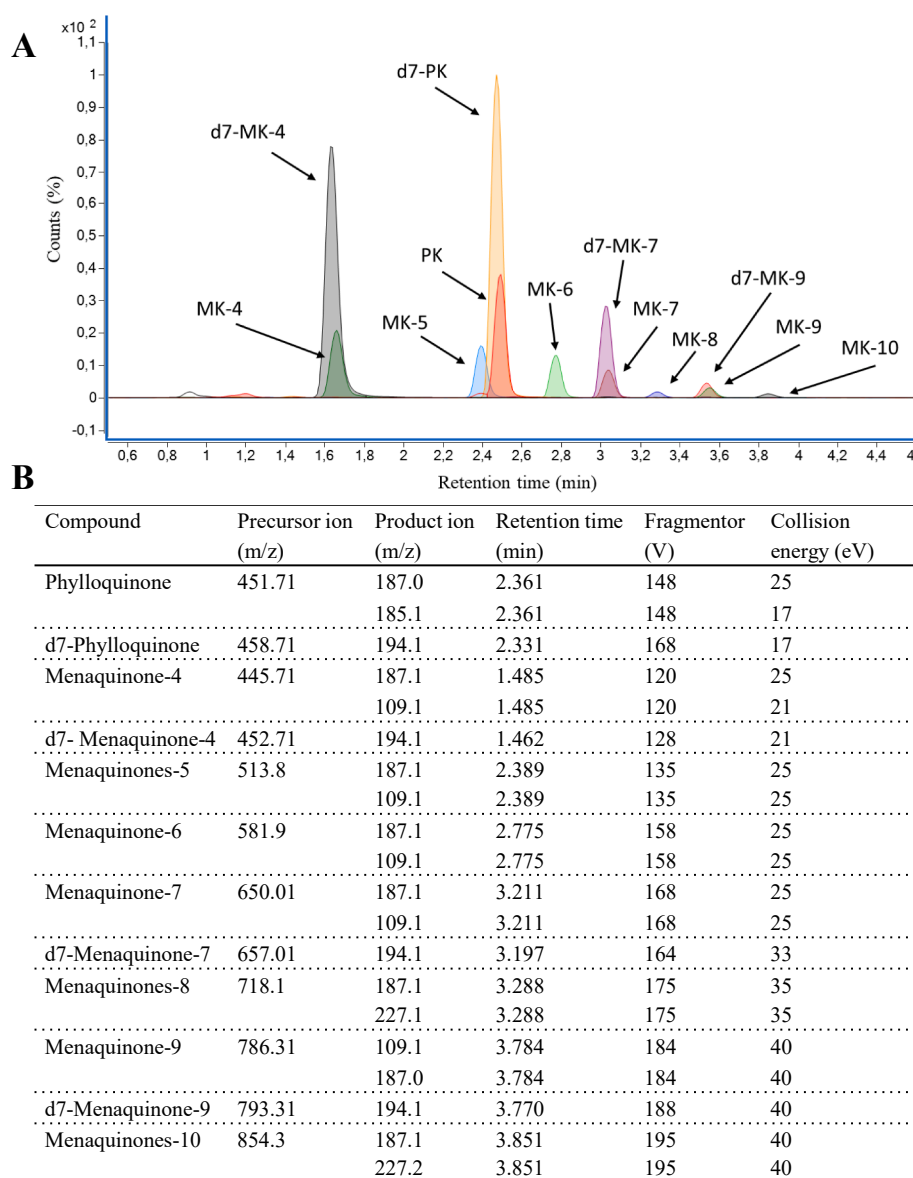 A
x10 2
1,1
1
0,9
0,8
0,7
0,6
0,5
0,4
0,3
0,2
0,1
0
-0,1
Counts (%)
d7-MK-4
MK-4
d7-PK
PK
MK-5
MK-6
d7-MK-7
MK-7
MK-8
d7-MK-9
MK-9
MK-10
0,6 0,8 1 1,2 1,4 1,6 1,8 2 2,2 2,4 2,6 2,8 3 3,2 3,4 3,6 3,8 4 4,2 4,4 4,6
Retention time (min)
B
Compound Precursor ion (m/z) Product ion (m/z) Retention time (min) Fragmentor (V) Collision energy (eV)
Phylloquinone 451.71 187.0 2.361 148 25
185.1 2.361 148 17
d7-Phylloquinone 458.71 194.1 2.331 168 17
Menaquinone-4 445.71 187.1 1.485 120 25
109.1 1.485 120 21
d7- Menaquinone-4 452.71 194.1 1.462 128 21
Menaquinones-5 513.8 187.1 2.389 135 25
109.1 2.389 135 25
Menaquinone-6 581.9 187.1 2.775 158 25
109.1 2.775 158 25
Menaquinone-7 650.01 187.1 3.211 168 25
109.1 3.211 168 25
d7-Menaquinone-7 657.01 194.1 3.197 164 33
Menaquinones-8 718.1 187.1 3.288 175 35
227.1 3.288 175 35
Menaquinone-9 786.31 109.1 3.784 184 40
187.0 3.784 184 40
d7-Menaquinone-9 793.31 194.1 3.770 188 40
Menaquinones-10 854.3 187.1 3.851 195 40
227.2 3.851 195 40